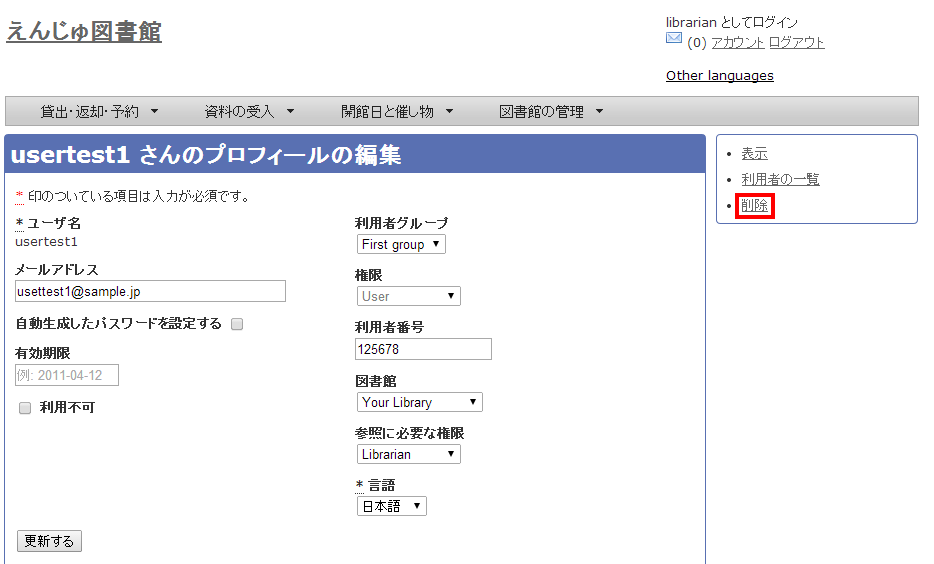 えんじゅ図書館
librarian としてログイン
(0) アカウント ログアウト
Other languages
貸出・返却・予約 ▼ 資料の受入 ▼ 開館日と催し物 ▼ 図書館の管理 ▼
usertest1 さんのプロフィールの編集
* 印のついている項目は入力が必須です。
* ユーザ名
usertest1
メールアドレス
usettest1@sample.jp
自動生成したパスワードを設定する
有効期限
例: 2011-04-12
利用不可
利用者グループ
First group ▼
権限
User ▼
利用者番号
125678
図書館
Your Library ▼
参照に必要な権限
Librarian ▼
* 言語
日本語 ▼
更新する
• 表示
• 利用者の一覧
• 削除